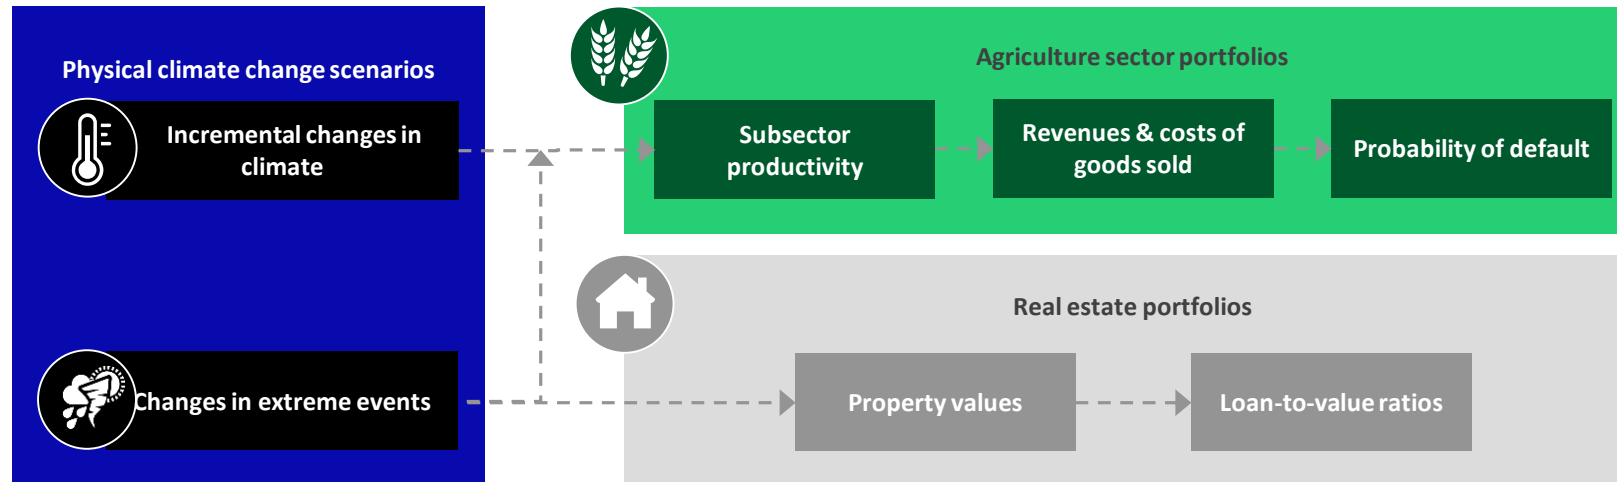 Physical climate change scenarios
Incremental changes in
climate
Changes in extreme events
Agriculture sector portfolios
Subsector
productivity
Revenues & costs of
goods sold
Probability of default
Real estate portfolios
Property values
Loan-to-value ratios